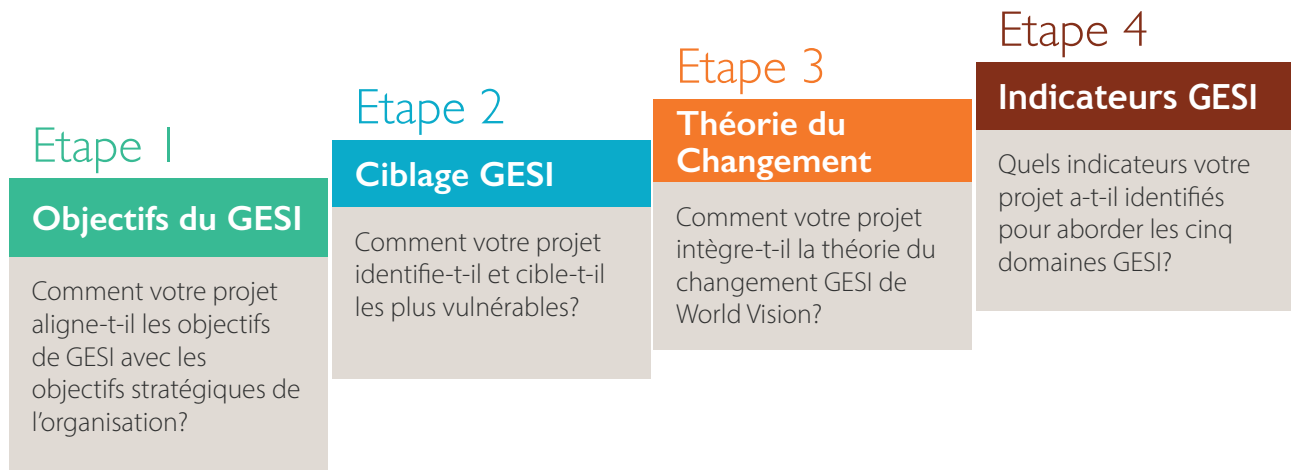 Etape 1
Objectifs du GESI
Comment votre projet
aligne-t-il les objectifs
de GESI avec les
objectifs stratégiques de
l'organisation?
Etape 2
Ciblage GESI
Comment votre projet
identifie-t-il et cible-t-il
les plus vulnérables?
Etape 3
Théorie du
Changement
Comment votre projet
intègre-t-il la théorie du
changement GESI de
World Vision?
Etape 4
Indicateurs GESI
Quels indicateurs votre
projet a-t-il identifiés
pour aborder les cinq
domaines GESI?